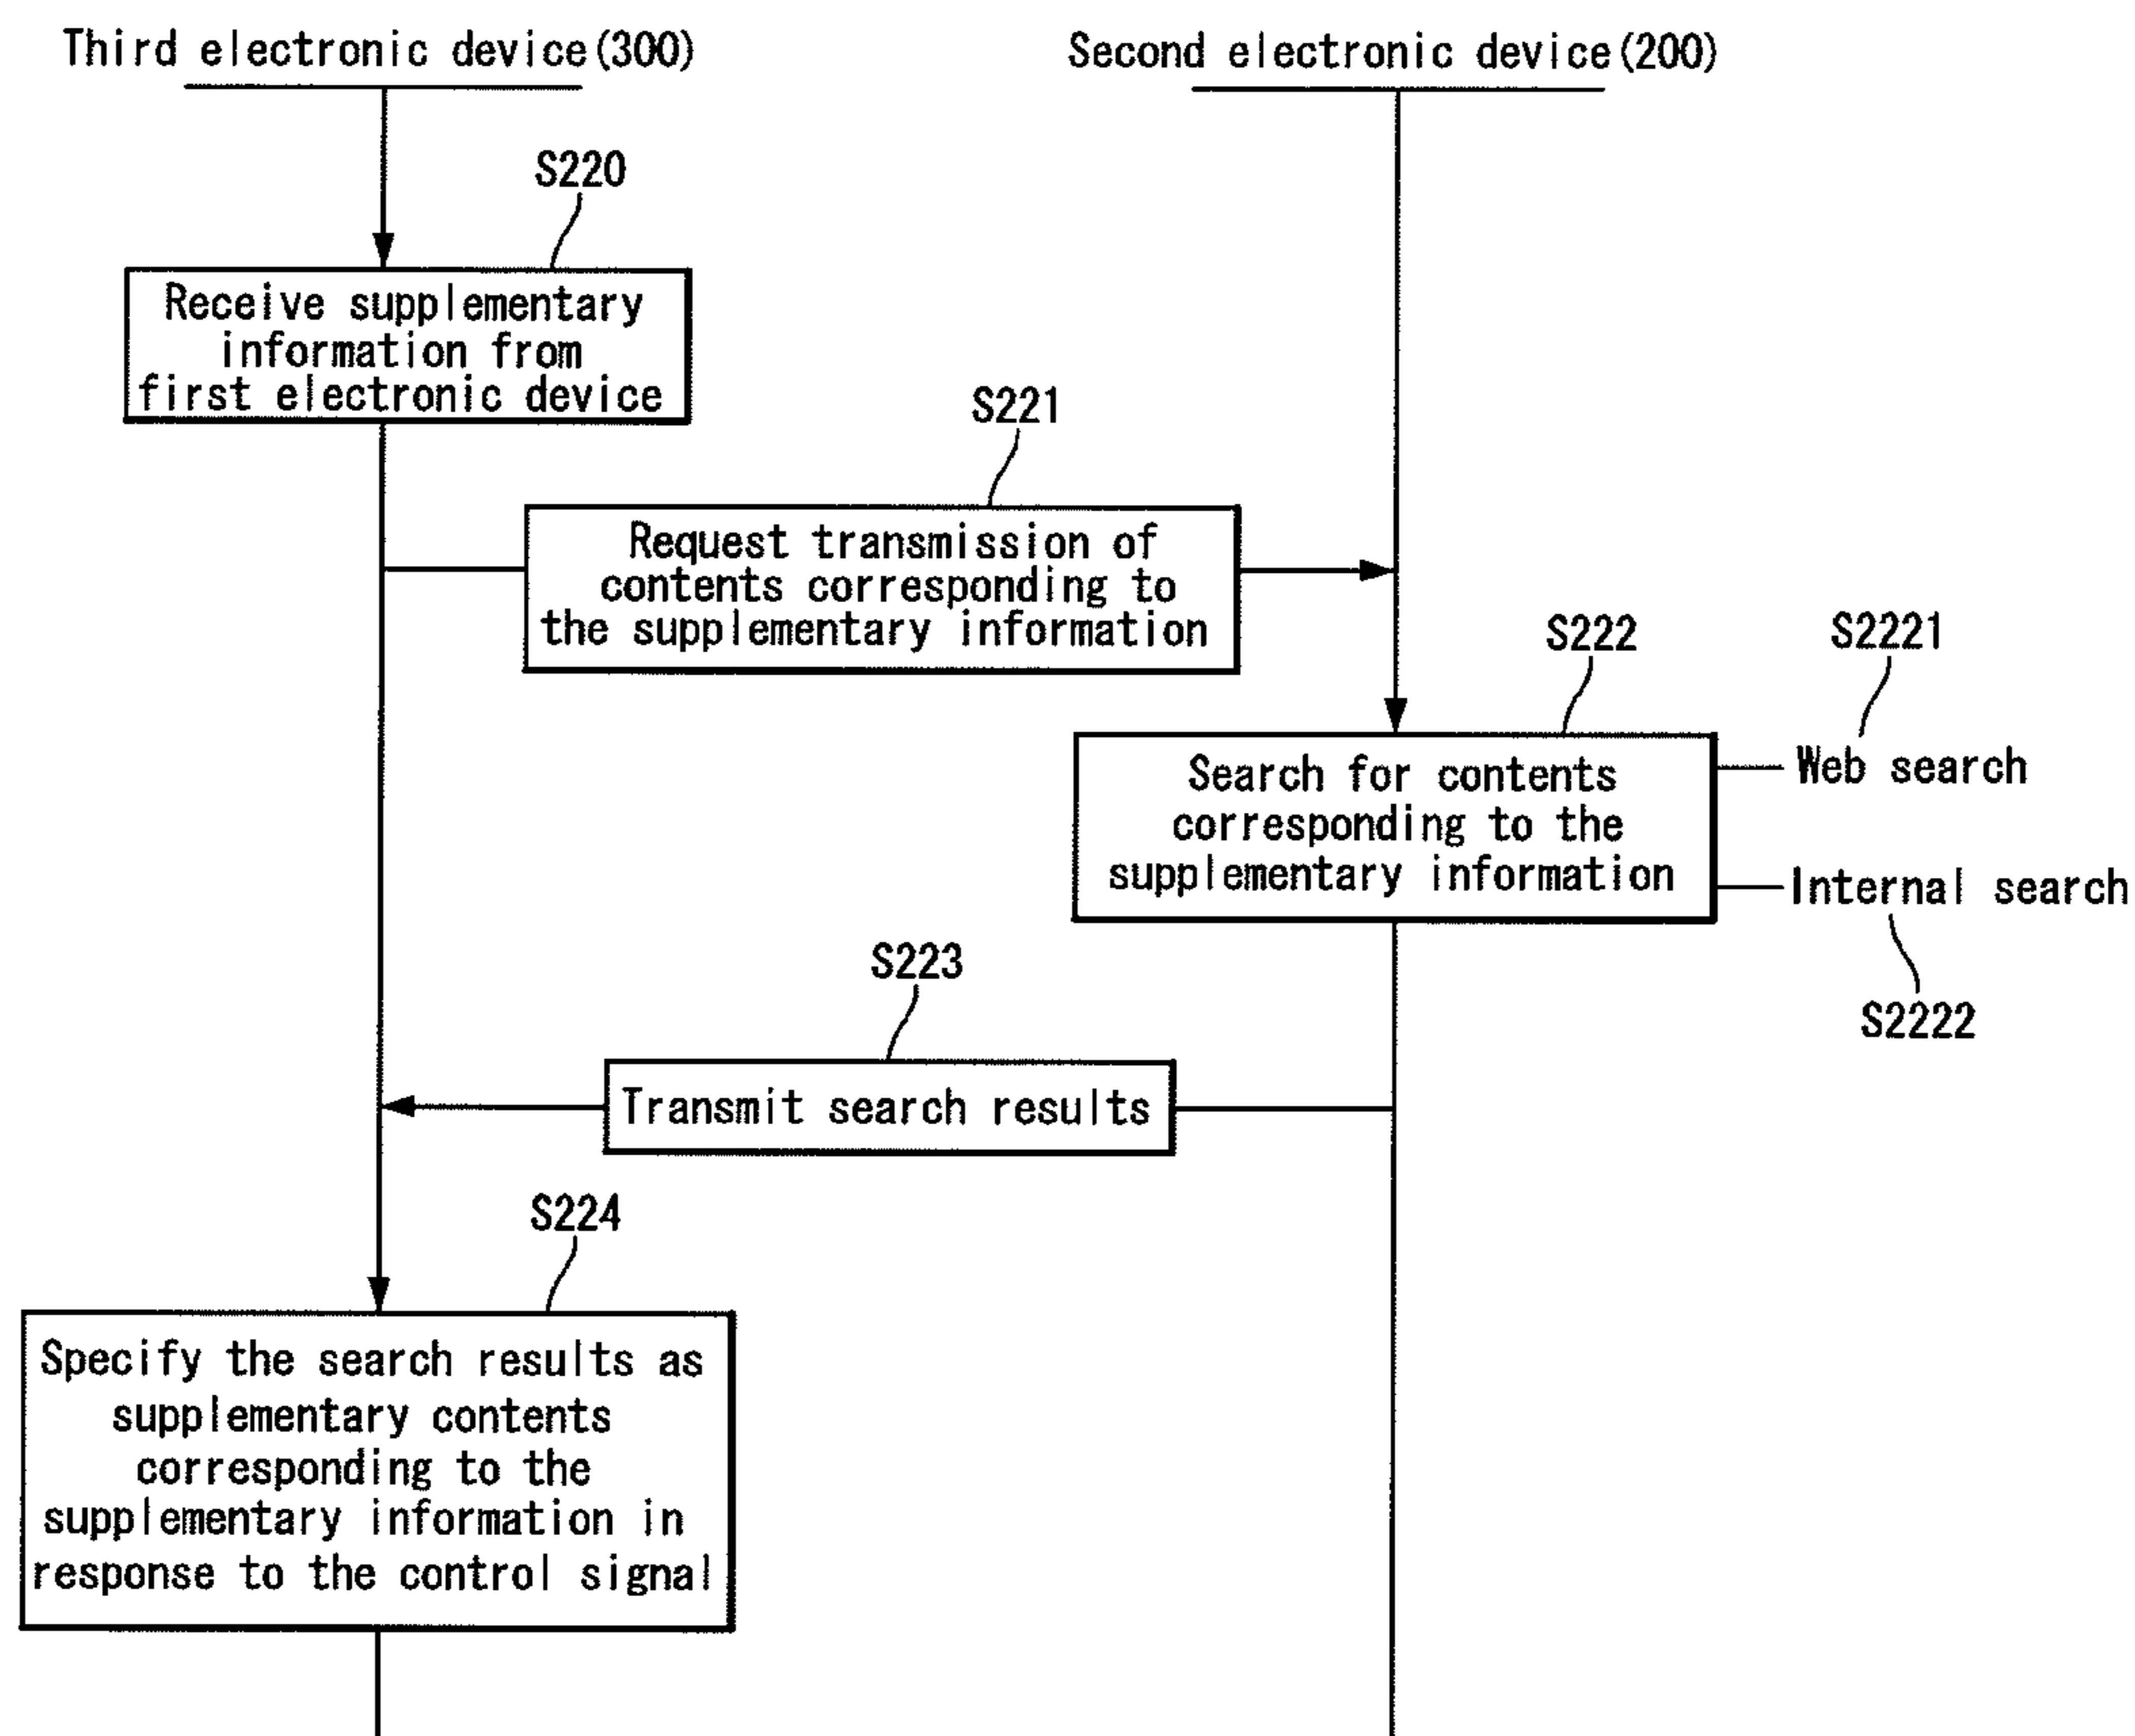 Third electronic device(300)
Second electronic device(200)
S220
Receive supplementary
information from
first electronic device
S221
Request transmission of
contents corresponding to
the supplementary information
S222
S2221
Search for contents
corresponding to the
supplementary information
Web search
Internal search
S2222
S223
Transmit search results
S224
Specify the search results as
supplementary contents
corresponding to the
supplementary information in
response to the control signal